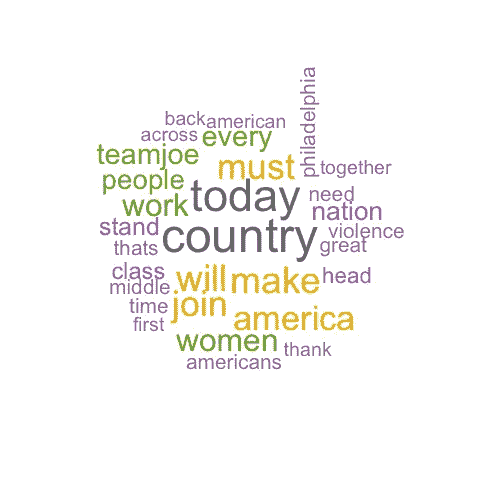 philadelphia
back american
across every
teamjoe must together
people today need
work nation
stand country violence
thats great
class will make head
middle
time join america
first
women thank
americans